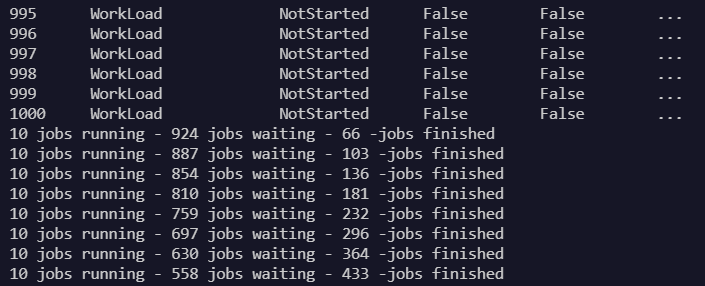 995 WorkLoad NotStarted False False ...
996 WorkLoad NotStarted False False ...
997 WorkLoad NotStarted False False ...
998 WorkLoad NotStarted False False ...
999 WorkLoad NotStarted False False ...
1000 WorkLoad NotStarted False False ...
10 jobs running - 924 jobs waiting - 66 -jobs finished
10 jobs running - 887 jobs waiting - 103 -jobs finished
10 jobs running - 854 jobs waiting - 136 -jobs finished
10 jobs running - 810 jobs waiting - 181 -jobs finished
10 jobs running - 759 jobs waiting - 232 -jobs finished
10 jobs running - 697 jobs waiting - 296 -jobs finished
10 jobs running - 630 jobs waiting - 364 -jobs finished
10 jobs running - 558 jobs waiting - 433 -jobs finished